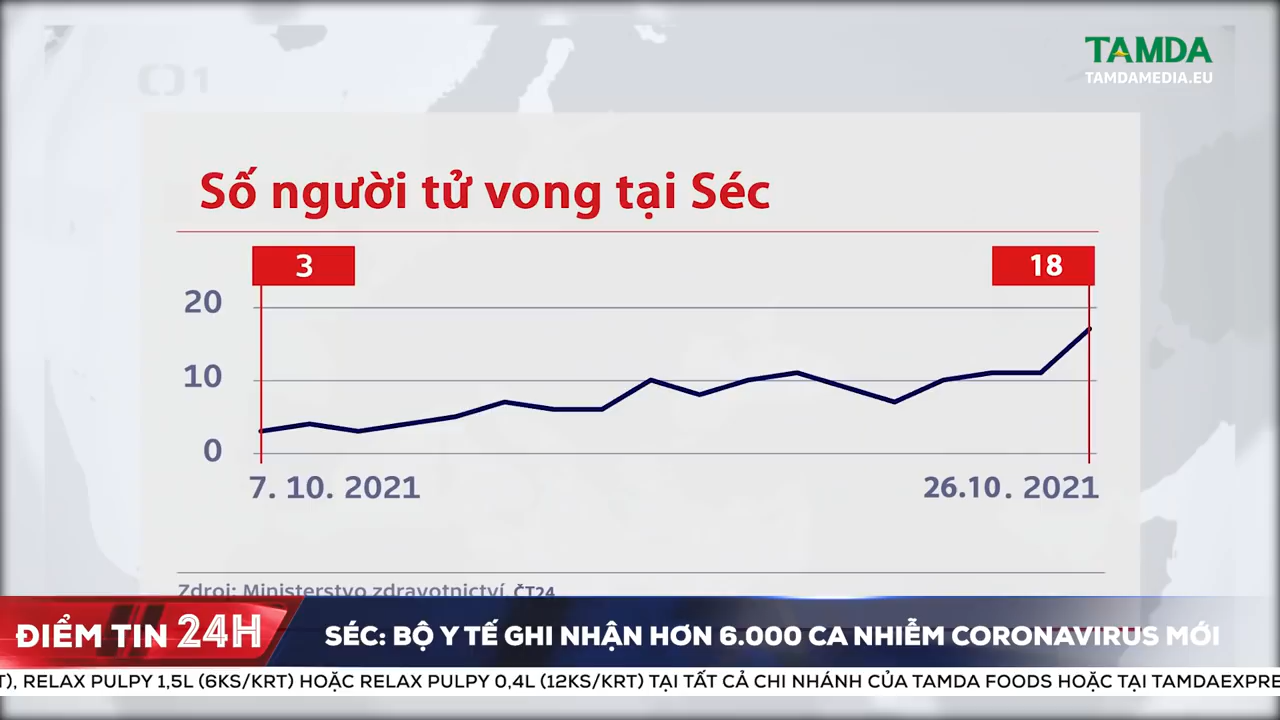 TAMDA
TAMDAMEDIA.EU
1
Số người tử vong tại Séc
3
18
20
10
0
7. 10. 2021
26.10. 2021
Zdroj: Ministerstvo zdravotnictví, ČT24
ĐIỂM TIN 24H
SÉC: BỘ Y TẾ GHI NHẬN HƠN 6.000 CA NHIỄM CORONAVIRUS MỚI
T), RELAX PULPY 1,5L (6KS/KRT) HOẶC RELAX PULPY 0,4L (12KS/KRT) TẠI TẤT CẢ CHI NHÁNH CỦA TAMDA FOODS HOẶC TẠI TAMDAEXPRE